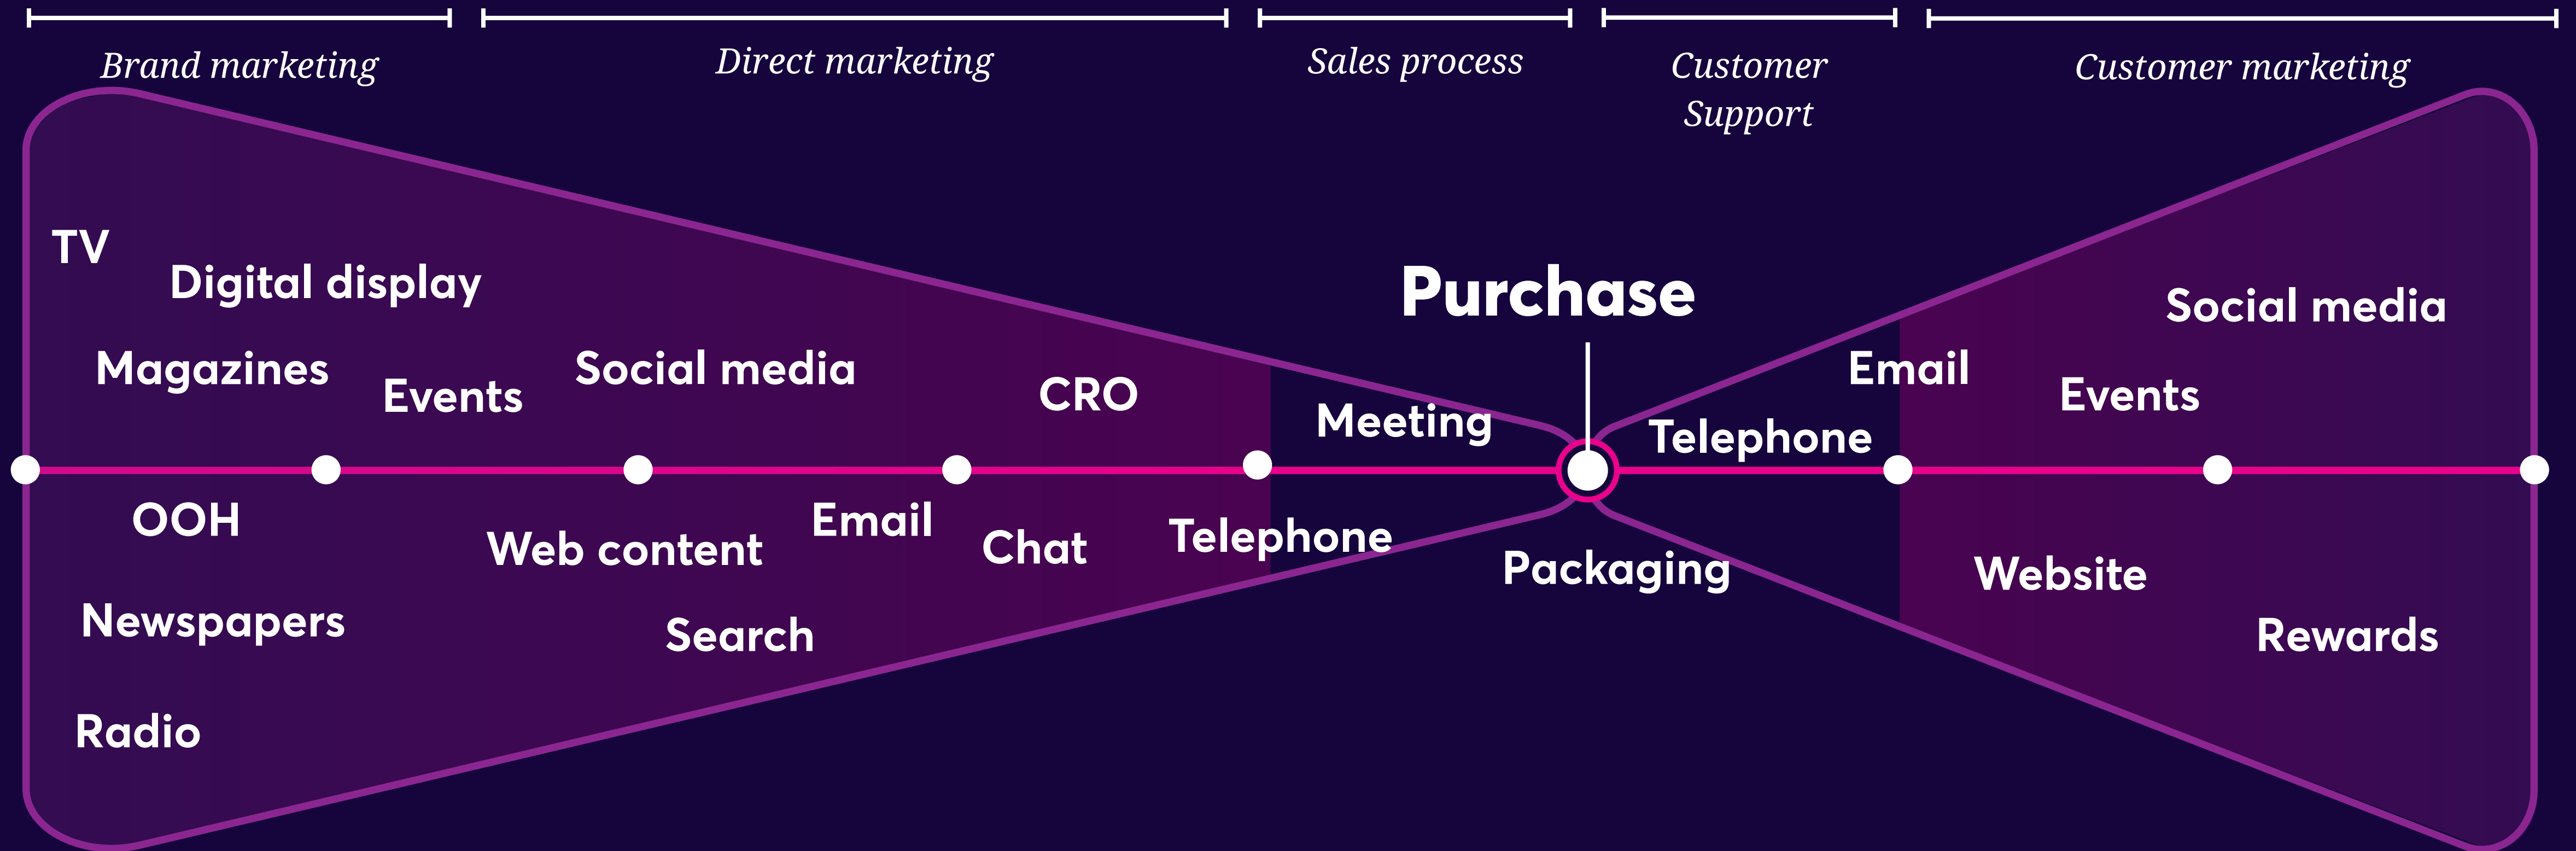 Brand marketing
Direct marketing
Sales process
Customer
Support
Customer marketing
TV
Digital display
Magazines
Events
Social media
CRO
Meeting
Purchase
Telephone
Email
Events
Social media
OOH
Newspapers
Radio
Web content
Search
Email
Chat
Telephone
Packaging
Website
Rewards